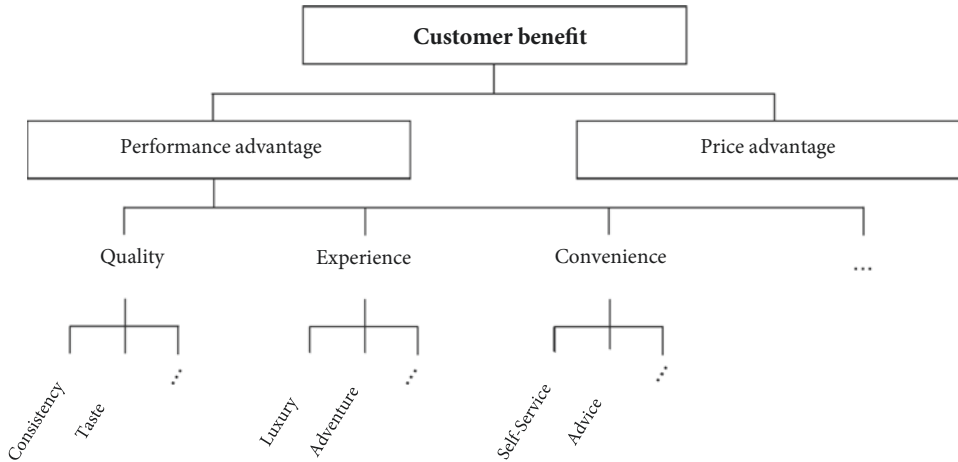 Customer benefit
Performance advantage
Price advantage
Quality
Experience
Convenience
...
Consistency
Taste
...
Luxury
Adventure
...
Self-Service
Advice
...